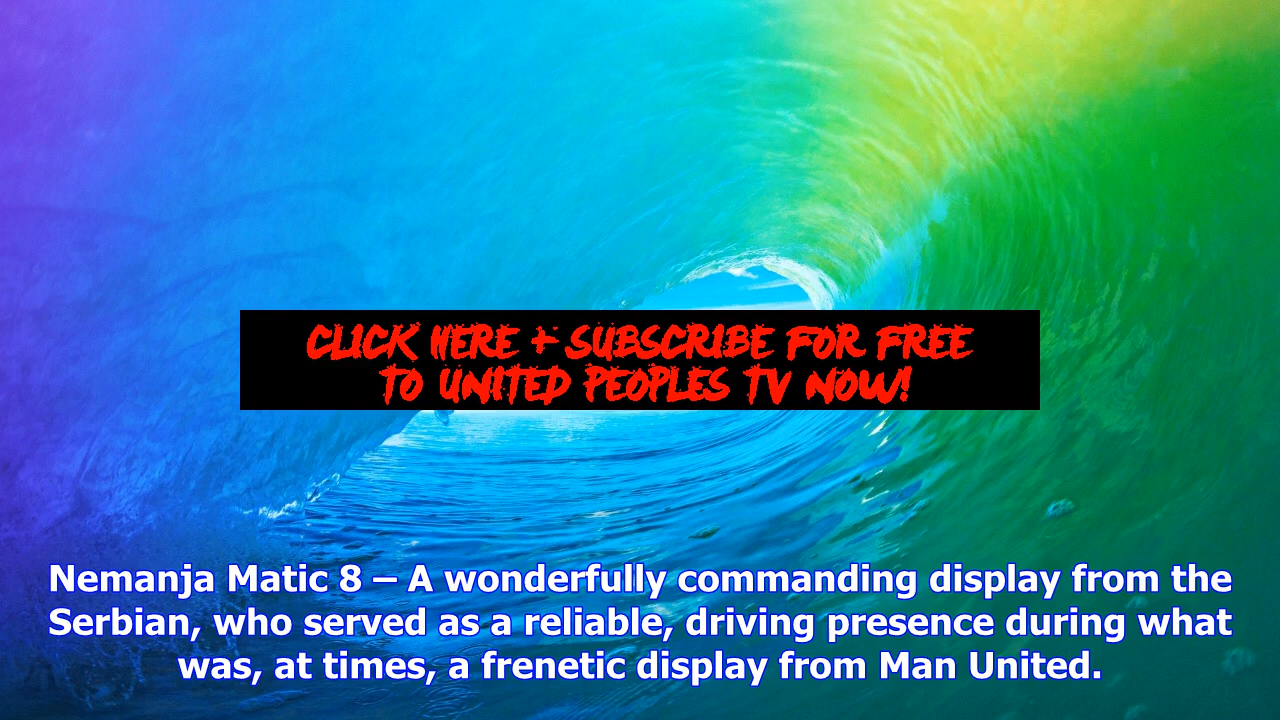 CLICK HERE + SUBSCRIBE FOR FREE
TO UNITED PEOPLES TV NOW!
Nemanja Matic 8 – A wonderfully commanding display from the
Serbian, who served as a reliable, driving presence during what
was, at times, a frenetic display from Man United.